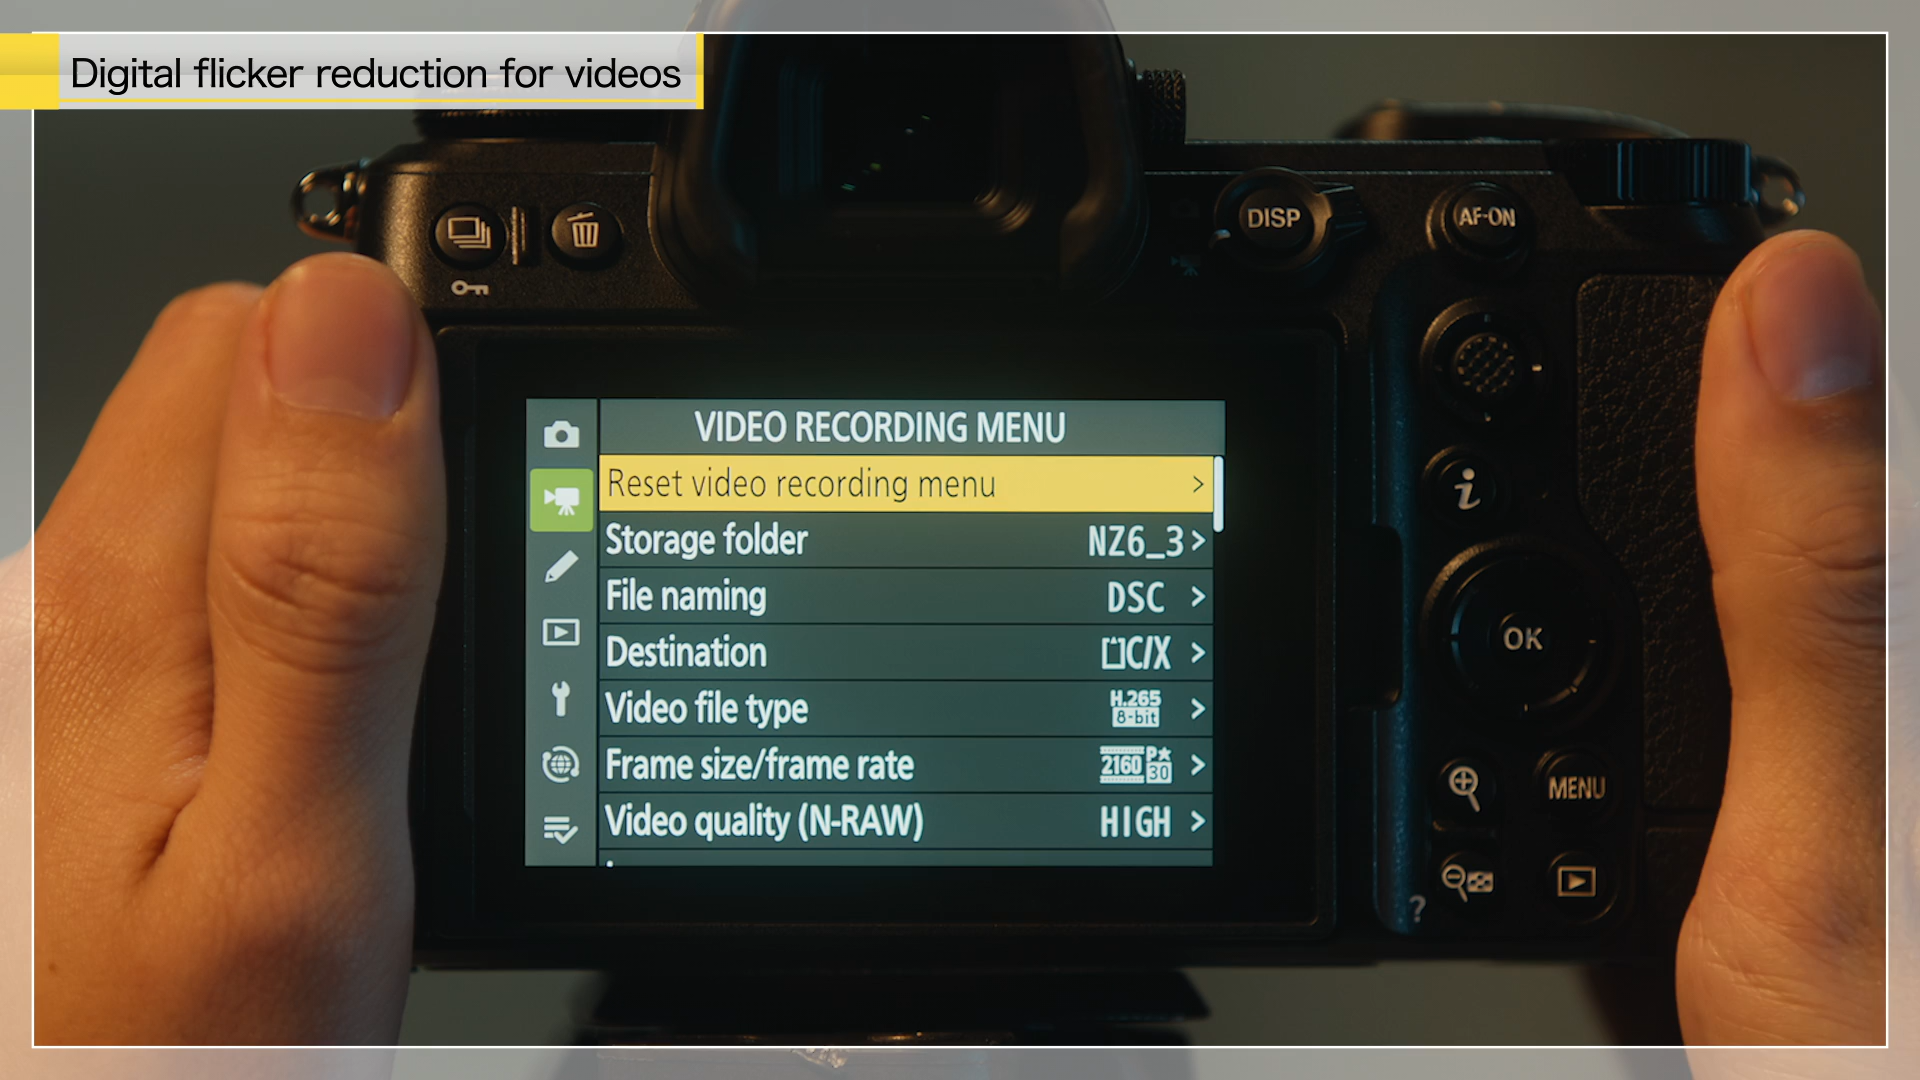 Digital flicker reduction for videos
DISP
AF-ON
VIDEO RECORDING MENU
Reset video recording menu >
Storage folder NZ6_3 >
File naming DSC >
Destination C/X >
Video file type H.265 8-bit >
Frame size/frame rate 2160 P★ 30 >
Video quality (N-RAW) HIGH >
i
OK
MENU
?